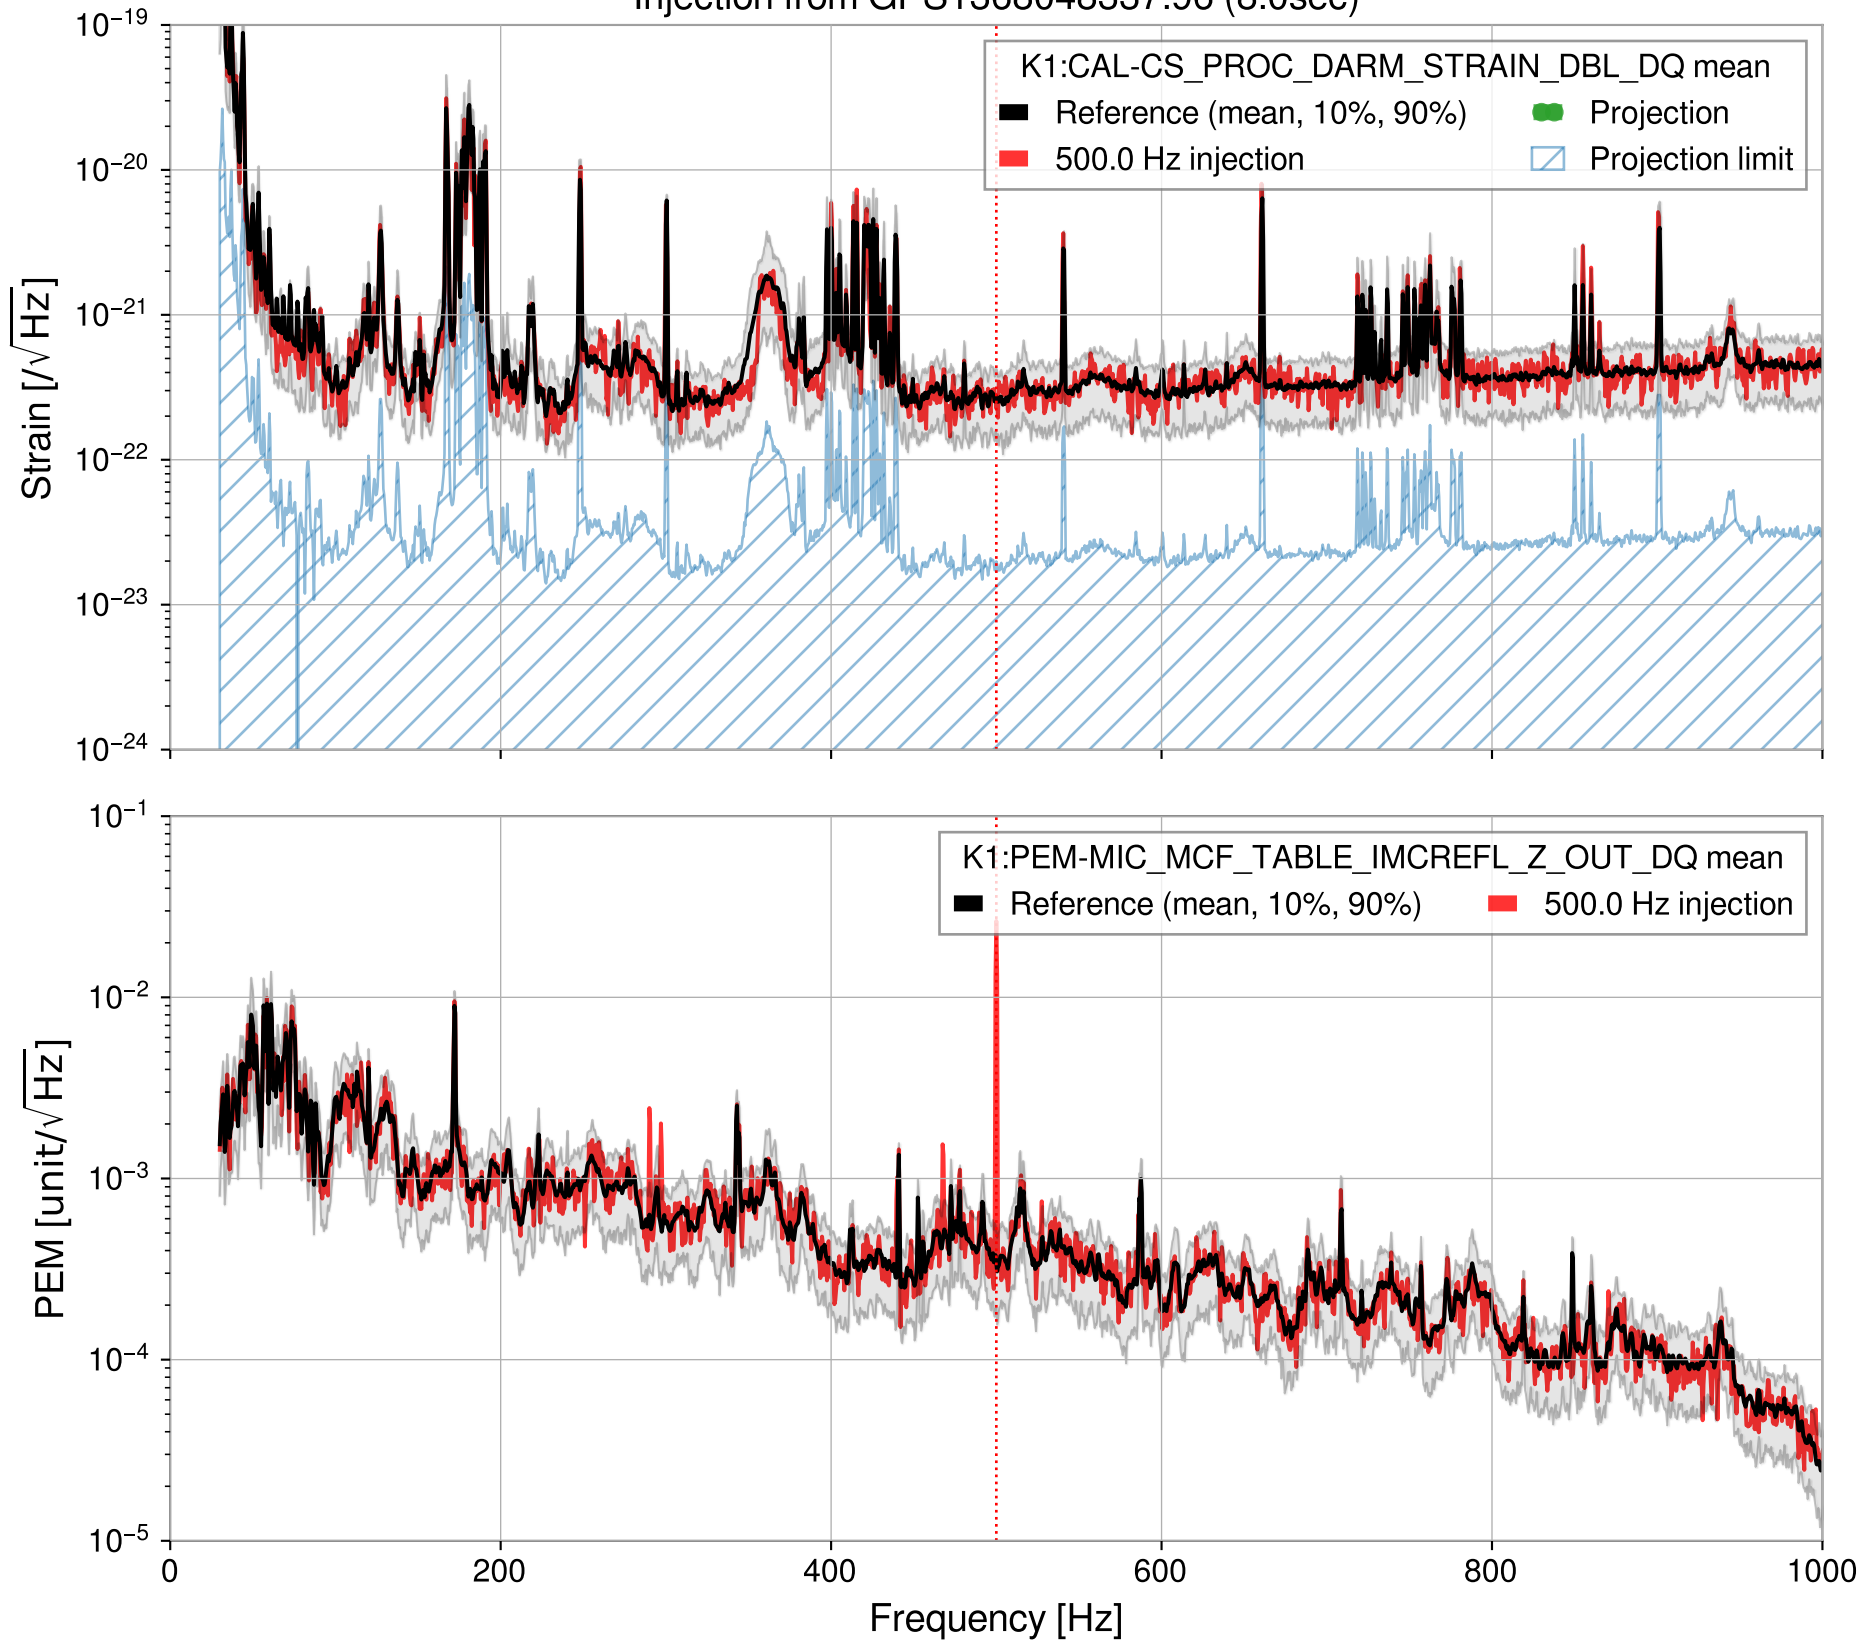 10⁻¹⁹
10⁻²⁰
10⁻²¹
10⁻²²
10⁻²³
10⁻²⁴
Strain [/√Hz]
K1:CAL-CS_PROC_DARM_STRAIN_DBL_DQ mean
Reference (mean, 10%, 90%)
Projection
500.0 Hz injection
Projection limit
10⁻¹
10⁻²
10⁻³
10⁻⁴
10⁻⁵
PEM [unit/√Hz]
K1:PEM-MIC_MCF_TABLE_IMCREFL_Z_OUT_DQ mean
Reference (mean, 10%, 90%)
500.0 Hz injection
0 200 400 600 800 1000
Frequency [Hz]